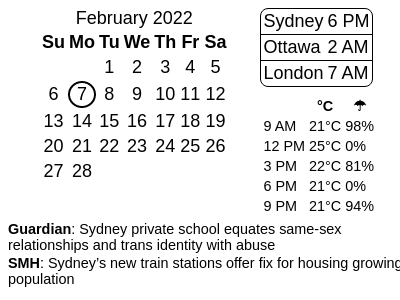 February 2022
Su Mo Tu We Th Fr Sa
1 2 3 4 5
6 7 8 9 10 11 12
13 14 15 16 17 18 19
20 21 22 23 24 25 26
27 28
Sydney 6 PM
Ottawa 2 AM
London 7 AM
°C ☂
9 AM 21°C 98%
12 PM 25°C 0%
3 PM 22°C 81%
6 PM 21°C 0%
9 PM 21°C 94%
Guardian: Sydney private school equates same-sex
relationships and trans identity with abuse
SMH: Sydney's new train stations offer fix for housing growing
population